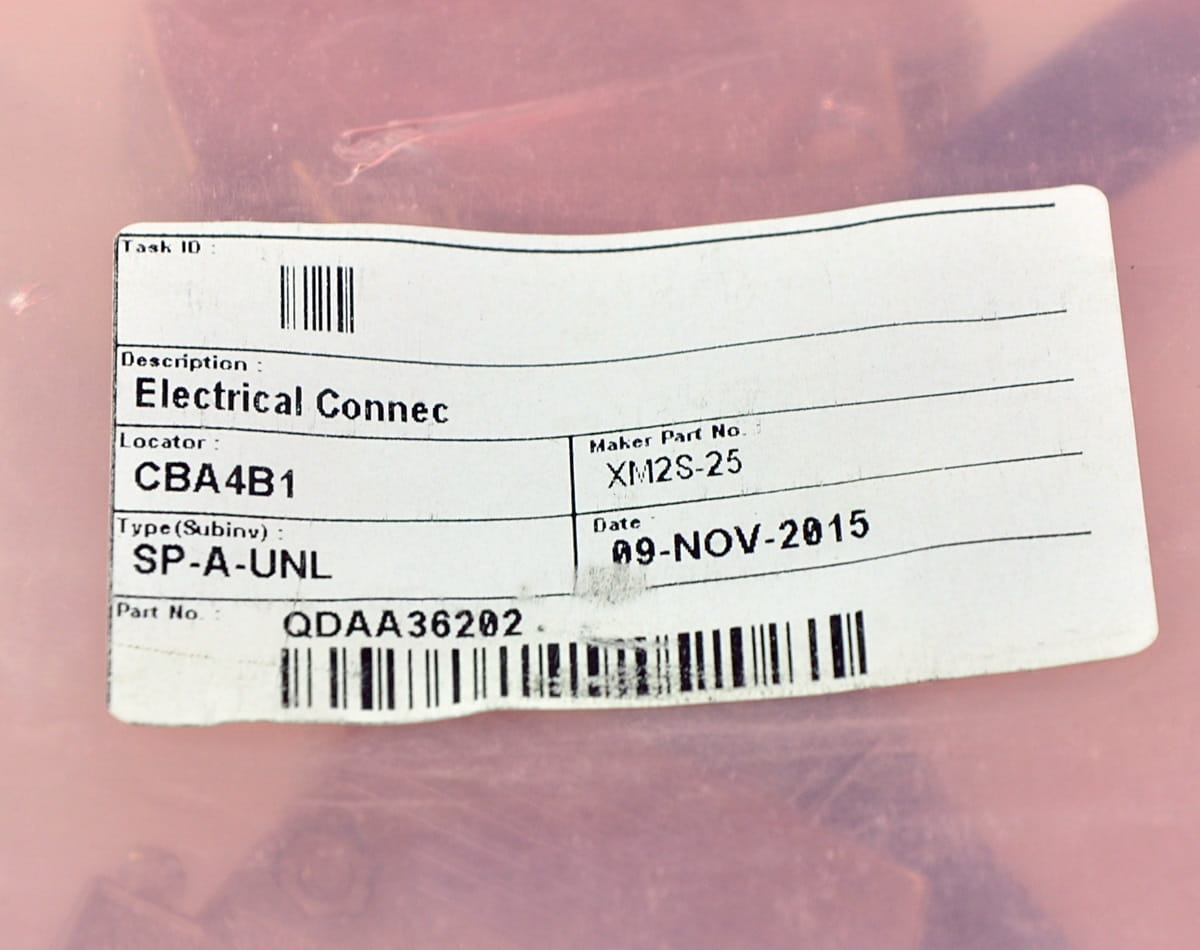 Task ID :
Description :
Electrical Connec
Locator :
CBA4B1
Maker Part No. :
XM2S-25
Type(Subinv) :
SP-A-UNL
Date :
09-NOV-2015
Part No. :
QDAA36202